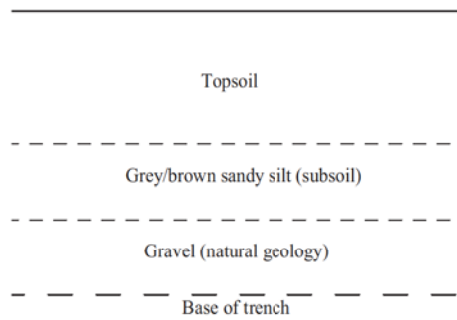 Topsoil
Grey/brown sandy silt (subsoil)
Gravel (natural geology)
Base of trench